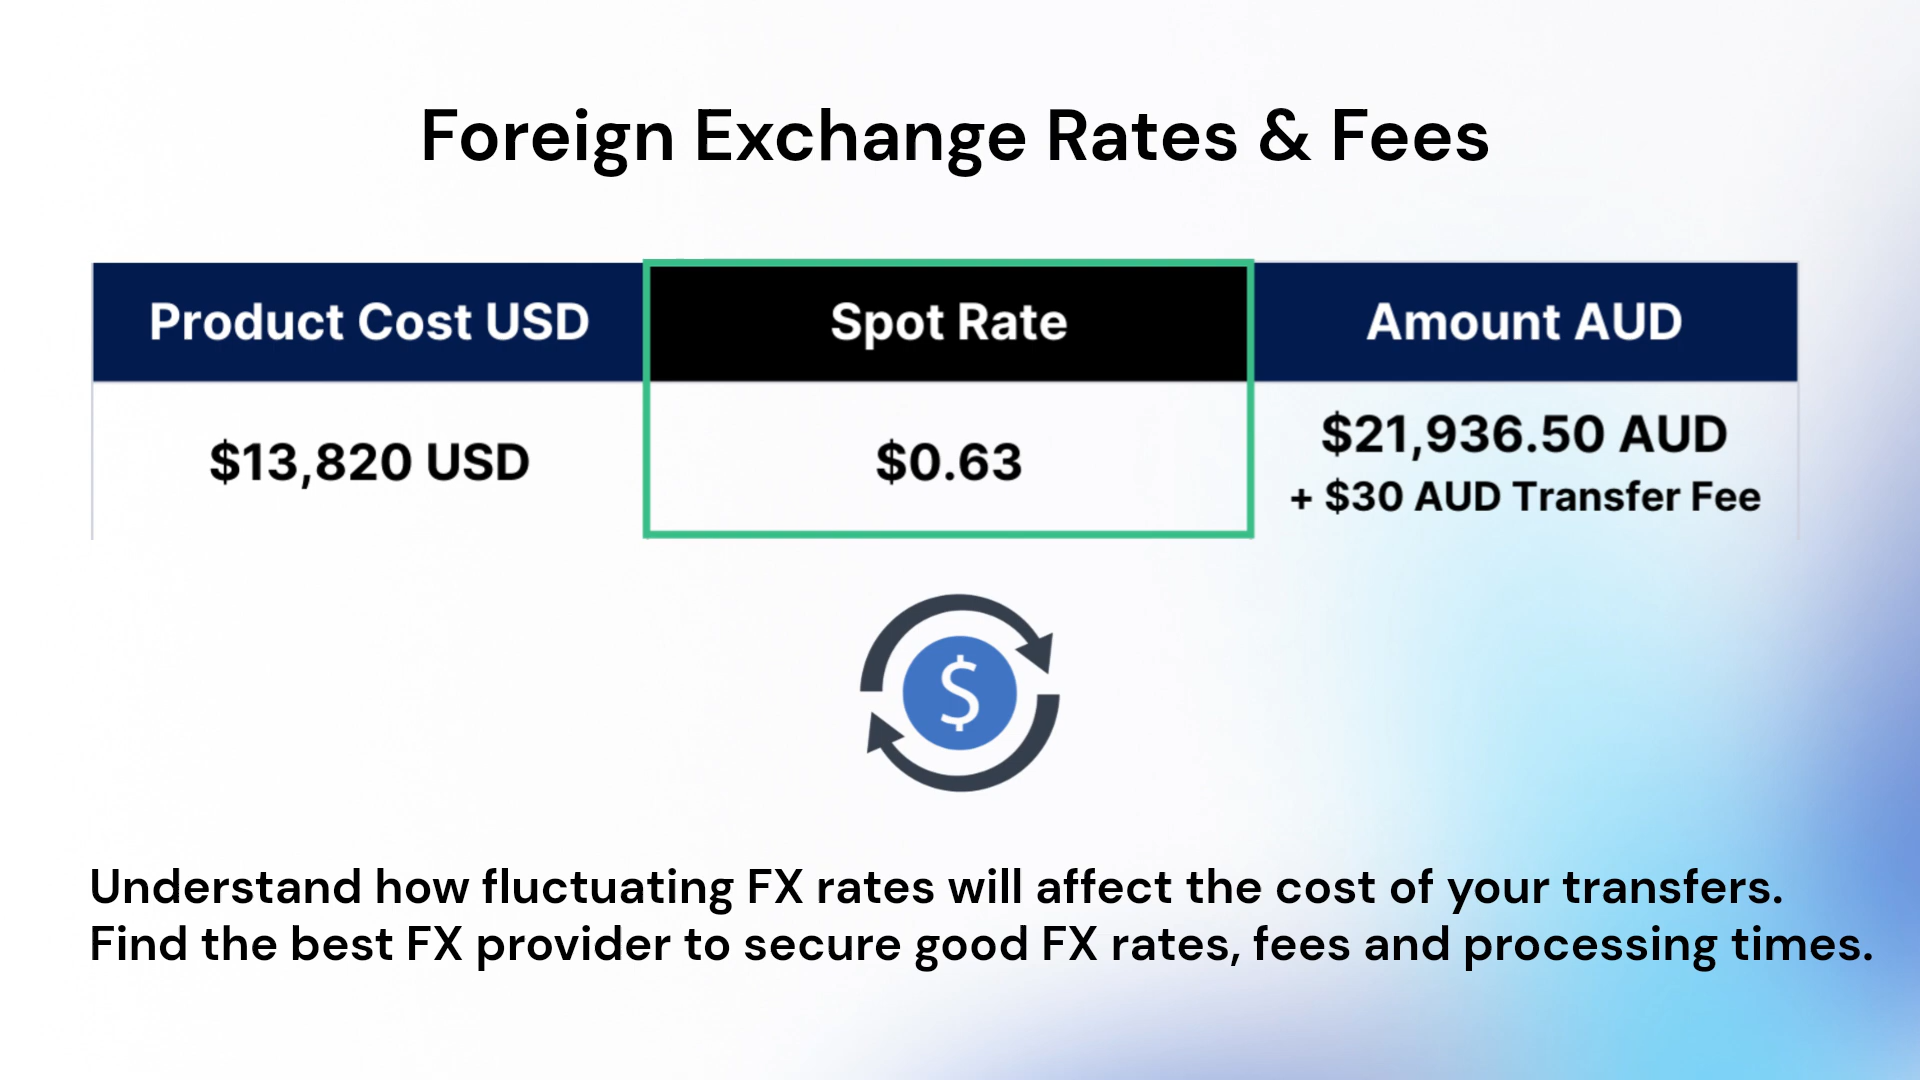 Foreign Exchange Rates & Fees
Product Cost USD
Spot Rate
Amount AUD
$13,820 USD
$0.63
$21,936.50 AUD
+ $30 AUD Transfer Fee
$
Understand how fluctuating FX rates will affect the cost of your transfers.
Find the best FX provider to secure good FX rates, fees and processing times.